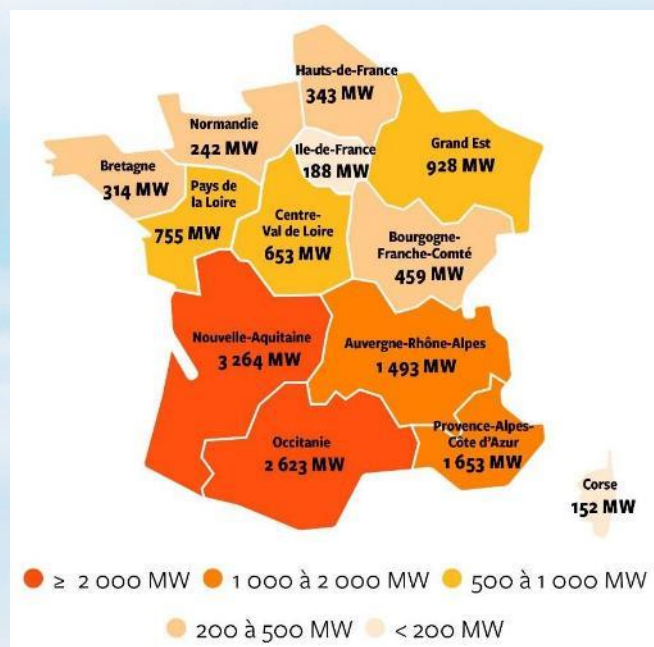 Hauts-de-France
343 MW
Normandie
242 MW
Ile-de-France
188 MW
Grand Est
928 MW
Bretagne
314 MW
Pays de
la Loire
755 MW
Centre-
Val de Loire
653 MW
Bourgogne-
Franche-Comté
459 MW
Nouvelle-Aquitaine
3 264 MW
Auvergne-Rhône-Alpes
1 493 MW
Occitanie
2 623 MW
Provence-Alpes-
Côte d'Azur
1 653 MW
Corse
152 MW
≥ 2 000 MW
1 000 à 2 000 MW
500 à 1 000 MW
200 à 500 MW
< 200 MW